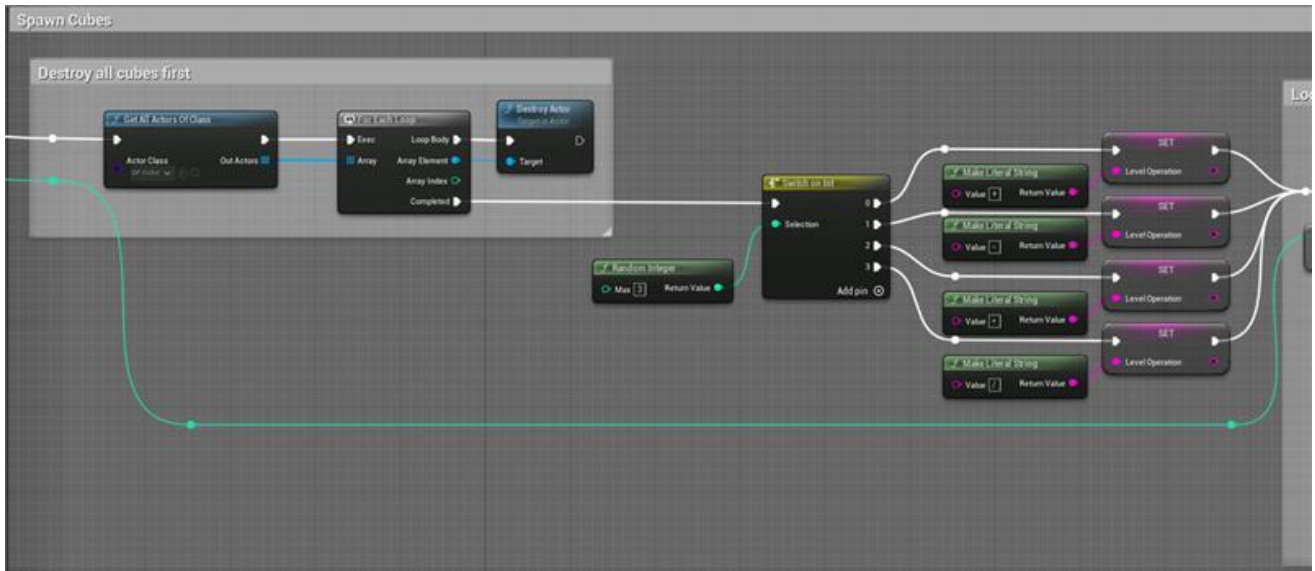 Spawn Cubes
Destroy all cubes first
Get All Actors Of Class
Actor Class
BP Cube
Out Actors
For Each Loop
Exec
Loop Body
Array
Array Element
Array Index
Completed
Destroy Actor
Target is Actor
Target
Random Integer
Max 3
Return Value
Switch on Int
Selection
0
1
2
3
Add pin
Make Literal String
Value +
Return Value
SET
Level Operation
Make Literal String
Value -
Return Value
SET
Level Operation
Make Literal String
Value
Return Value
SET
Level Operation
Make Literal String
Value /
Return Value
SET
Level Operation
Loc